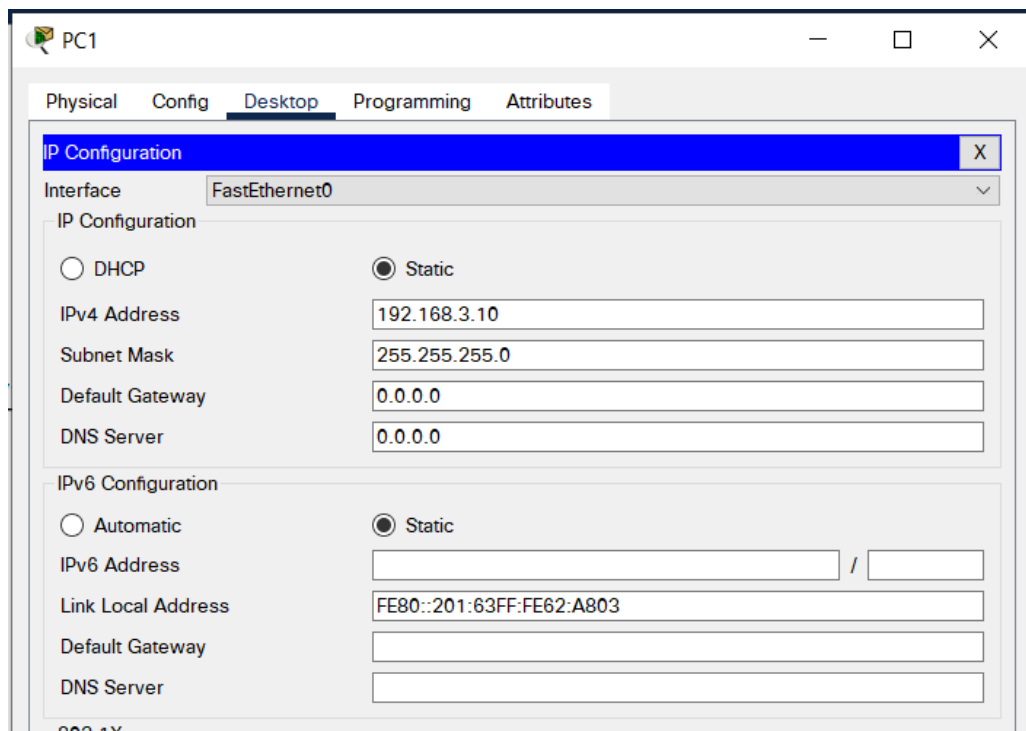 PC1
Physical Config Desktop Programming Attributes
IP Configuration X
Interface FastEthernet0
IP Configuration
DHCP Static
IPv4 Address 192.168.3.10
Subnet Mask 255.255.255.0
Default Gateway 0.0.0.0
DNS Server 0.0.0.0
IPv6 Configuration
Automatic Static
IPv6 Address /
Link Local Address FE80::201:63FF:FE62:A803
Default Gateway
DNS Server